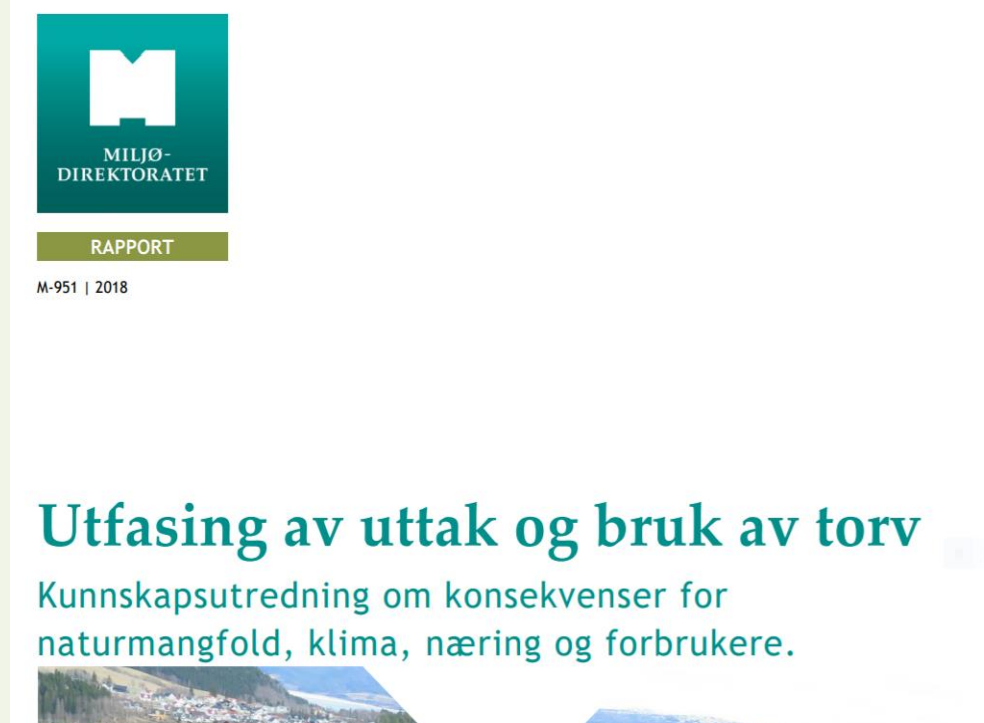 MILJØ-
DIREKTORATET
RAPPORT
M-951 | 2018
Utfasing av uttak og bruk av torv
Kunnskapsutredning om konsekvenser for
naturmangfold, klima, næring og forbrukere.